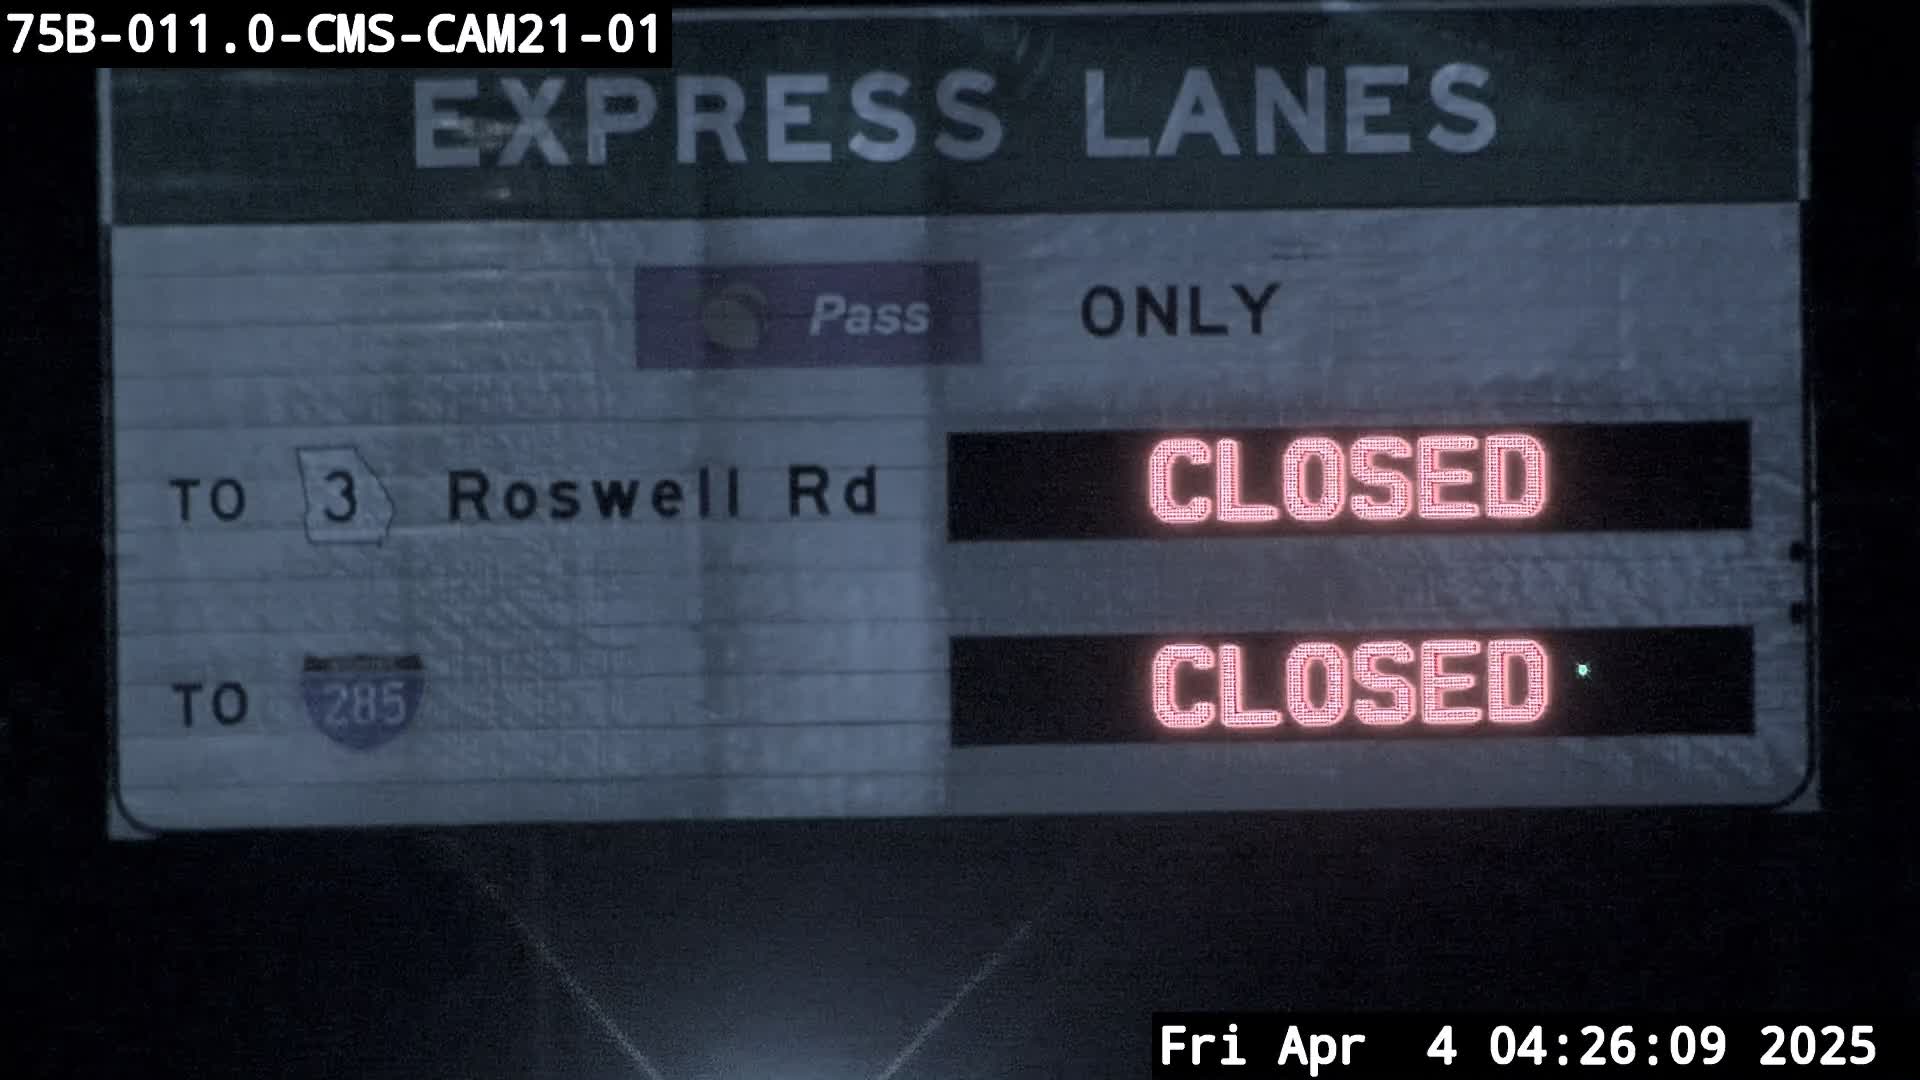 75B-011.0-CMS-CAM21-01
EXPRESS LANES
Pass ONLY
TO 3 Roswell Rd CLOSED
TO 285 CLOSED
Fri Apr 4 04:26:09 2025